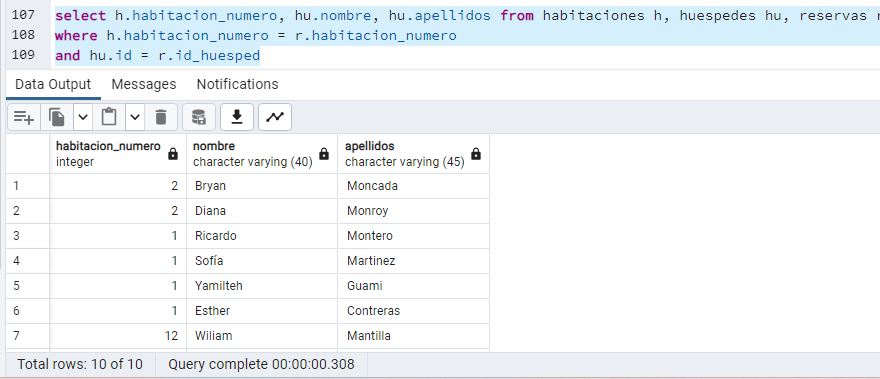 107 select h.habitacion_numero, hu.nombre, hu.apellidos from habitaciones h, huespedes hu, reservas r
108 where h.habitacion_numero = r.habitacion_numero
109 and hu.id = r.id_huesped
Data Output Messages Notifications
habitacion_numero nombre apellidos
integer character varying (40) character varying (45)
1 2 Bryan Moncada
2 2 Diana Monroy
3 1 Ricardo Montero
4 1 Sofía Martinez
5 1 Yamilteh Guami
6 1 Esther Contreras
7 12 Wiliam Mantilla
Total rows: 10 of 10 Query complete 00:00:00.308